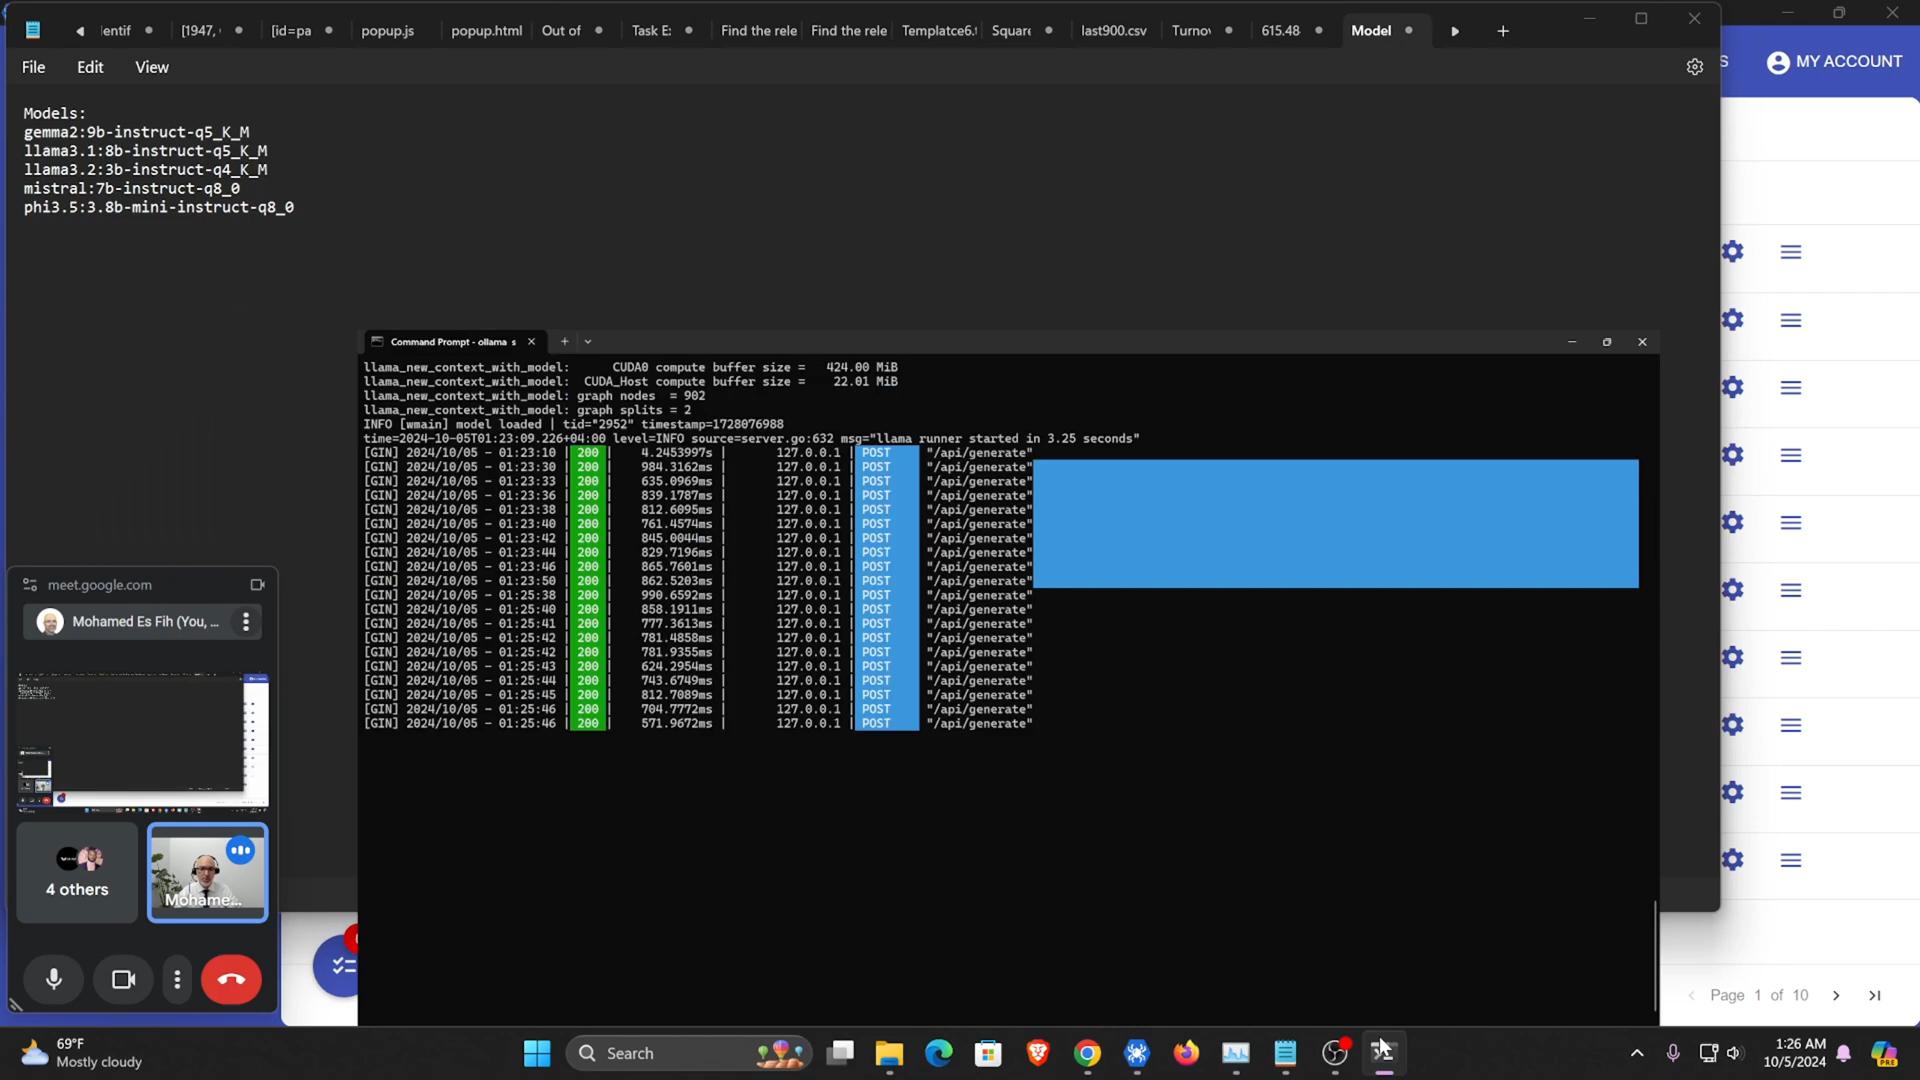 entif
[1947,
[id=pa
popup.js
popup.html
Out of
Task E:
Find the rele
Find the rele
Templatce6.
Square
last900.csv
Turnov
615.48
Model
File
Edit
View
S
MY ACCOUNT
Models:
gemma2:9b-instruct-q5_K_M
llama3.1:8b-instruct-q5_K_M
llama3.2:3b-instruct-q4_K_M
mistral:7b-instruct-q8_0
phi3.5:3.8b-mini-instruct-q8_0
Command Prompt - ollama s
llama_new_context_with_model:      CUDA0 compute buffer size =   424.00 MiB
llama_new_context_with_model:  CUDA_Host compute buffer size =    22.01 MiB
llama_new_context_with_model: graph nodes  = 902
llama_new_context_with_model: graph splits = 2
INFO [wmain] model loaded | tid="2952" timestamp=1728076988
time=2024-10-05T01:23:09.226+04:00 level=INFO source=server.go:632 msg="llama runner started in 3.25 seconds"
[GIN] 2024/10/05 - 01:23:10 | 200 |    4.2453997s |       127.0.0.1 | POST     "/api/generate"
[GIN] 2024/10/05 - 01:23:30 | 200 |    984.3162ms |       127.0.0.1 | POST     "/api/generate"
[GIN] 2024/10/05 - 01:23:33 | 200 |    635.0969ms |       127.0.0.1 | POST     "/api/generate"
[GIN] 2024/10/05 - 01:23:36 | 200 |    839.1787ms |       127.0.0.1 | POST     "/api/generate"
[GIN] 2024/10/05 - 01:23:38 | 200 |    812.6095ms |       127.0.0.1 | POST     "/api/generate"
[GIN] 2024/10/05 - 01:23:40 | 200 |    761.4574ms |       127.0.0.1 | POST     "/api/generate"
[GIN] 2024/10/05 - 01:23:42 | 200 |    845.0044ms |       127.0.0.1 | POST     "/api/generate"
[GIN] 2024/10/05 - 01:23:44 | 200 |    829.7196ms |       127.0.0.1 | POST     "/api/generate"
[GIN] 2024/10/05 - 01:23:46 | 200 |    865.7601ms |       127.0.0.1 | POST     "/api/generate"
[GIN] 2024/10/05 - 01:23:50 | 200 |    862.5203ms |       127.0.0.1 | POST     "/api/generate"
[GIN] 2024/10/05 - 01:25:38 | 200 |    990.6592ms |       127.0.0.1 | POST     "/api/generate"
[GIN] 2024/10/05 - 01:25:40 | 200 |    858.1911ms |       127.0.0.1 | POST     "/api/generate"
[GIN] 2024/10/05 - 01:25:41 | 200 |    777.3613ms |       127.0.0.1 | POST     "/api/generate"
[GIN] 2024/10/05 - 01:25:42 | 200 |    781.4858ms |       127.0.0.1 | POST     "/api/generate"
[GIN] 2024/10/05 - 01:25:42 | 200 |    781.9355ms |       127.0.0.1 | POST     "/api/generate"
[GIN] 2024/10/05 - 01:25:43 | 200 |    624.2954ms |       127.0.0.1 | POST     "/api/generate"
[GIN] 2024/10/05 - 01:25:44 | 200 |    743.6749ms |       127.0.0.1 | POST     "/api/generate"
[GIN] 2024/10/05 - 01:25:45 | 200 |    812.7089ms |       127.0.0.1 | POST     "/api/generate"
[GIN] 2024/10/05 - 01:25:46 | 200 |    704.7772ms |       127.0.0.1 | POST     "/api/generate"
[GIN] 2024/10/05 - 01:25:46 | 200 |    571.9672ms |       127.0.0.1 | POST     "/api/generate"
meet.google.com
Mohamed Es Fih (You, ...
4 others
Mohame...
Page 1 of 10
69°F
Mostly cloudy
Search
1:26 AM
10/5/2024
PRE